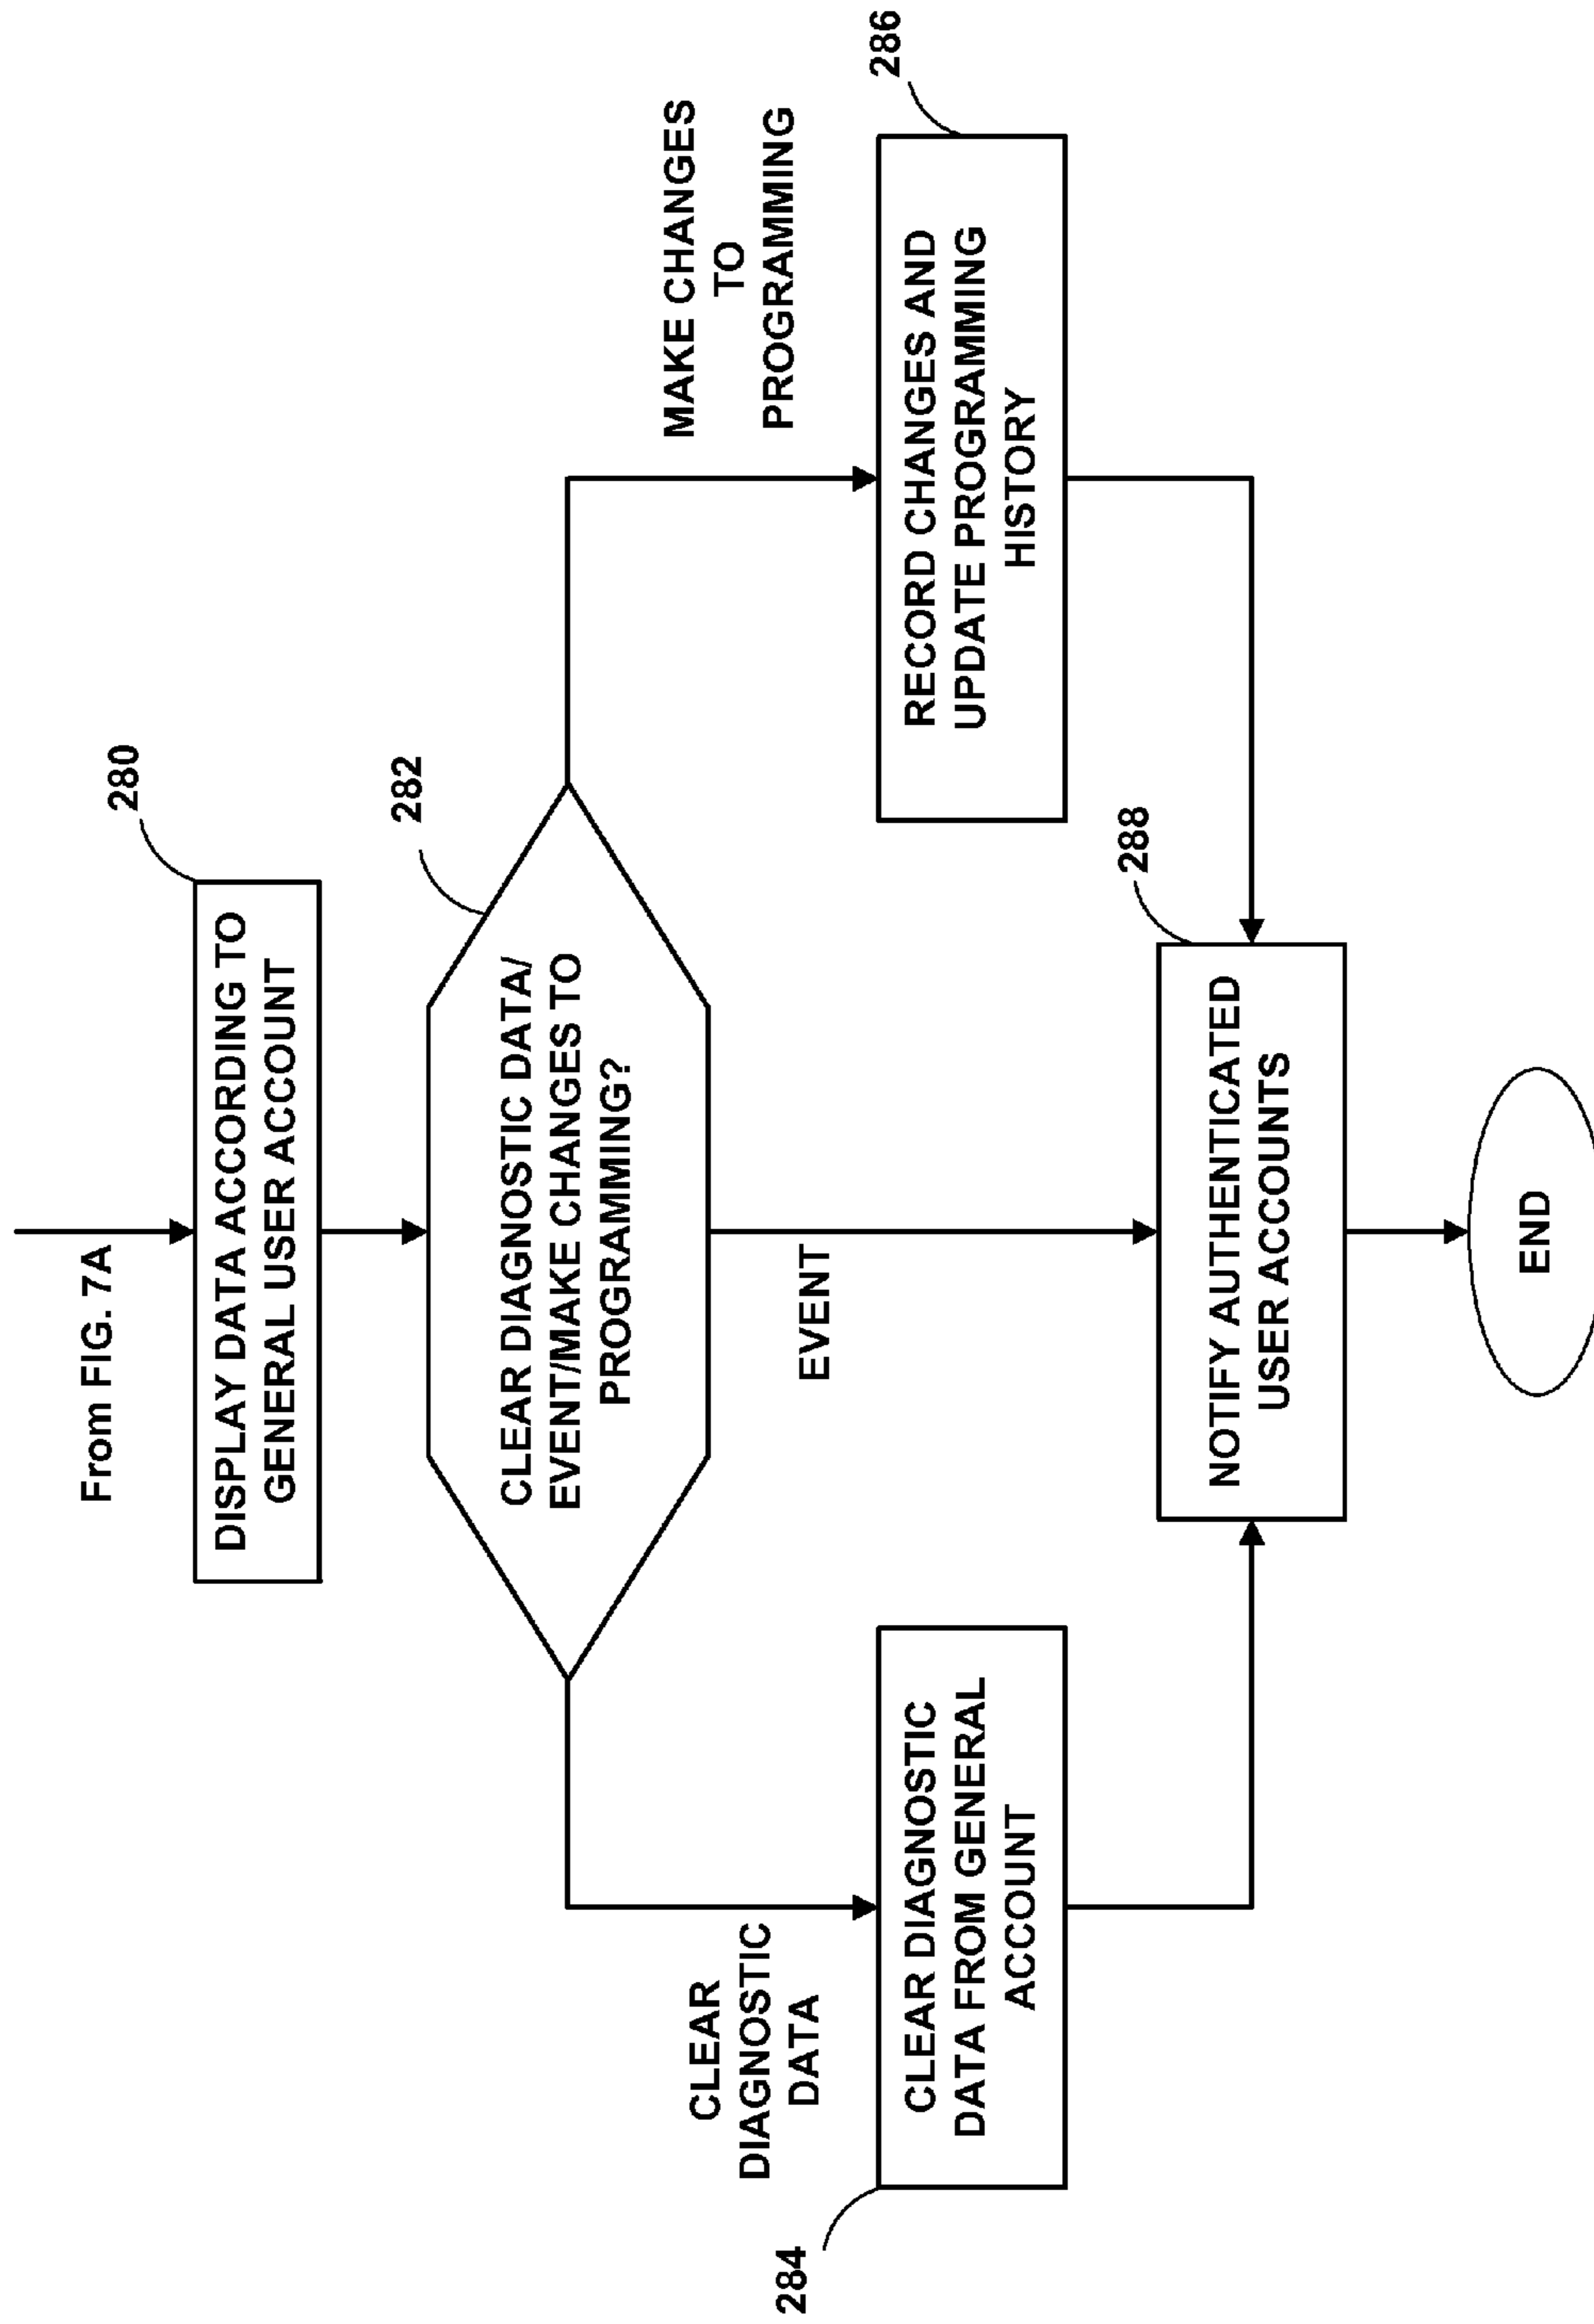 From FIG. 7A
280
DISPLAY DATA ACCORDING TO
GENERAL USER ACCOUNT
282
CLEAR DIAGNOSTIC DATA/
EVENT/MAKE CHANGES TO
PROGRAMMING?
CLEAR
DIAGNOSTIC
DATA
EVENT
MAKE CHANGES
TO
PROGRAMMING
284
CLEAR DIAGNOSTIC
DATA FROM GENERAL
ACCOUNT
286
RECORD CHANGES AND
UPDATE PROGRAMMING
HISTORY
288
NOTIFY AUTHENTICATED
USER ACCOUNTS
END